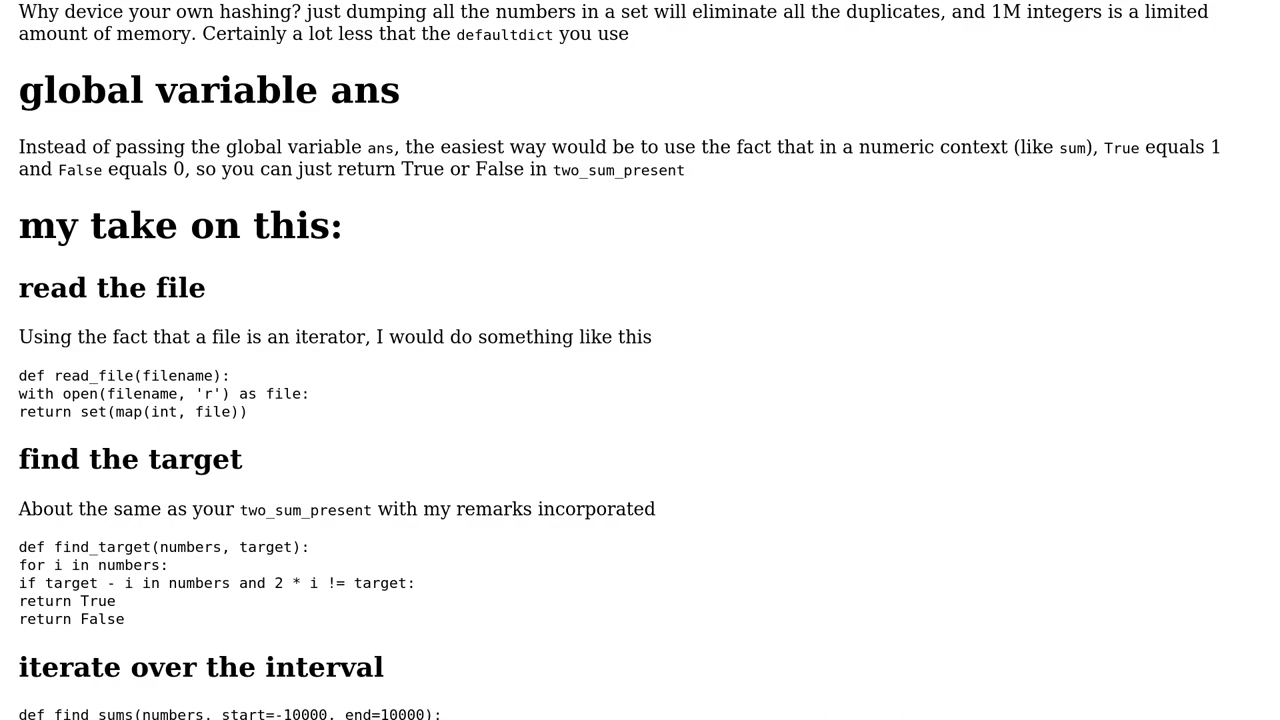 Why device your own hashing? just dumping all the numbers in a set will eliminate all the duplicates, and 1M integers is a limited
amount of memory. Certainly a lot less that the defaultdict you use
global variable ans
Instead of passing the global variable ans, the easiest way would be to use the fact that in a numeric context (like sum), True equals 1
and False equals 0, so you can just return True or False in two_sum_present
my take on this:
read the file
Using the fact that a file is an iterator, I would do something like this
def read_file(filename):
with open(filename, 'r') as file:
return set(map(int, file))
find the target
About the same as your two_sum_present with my remarks incorporated
def find_target(numbers, target):
for i in numbers:
if target - i in numbers and 2 * i != target:
return True
return False
iterate over the interval
def find_sums(numbers, start=-10000, end=10000):